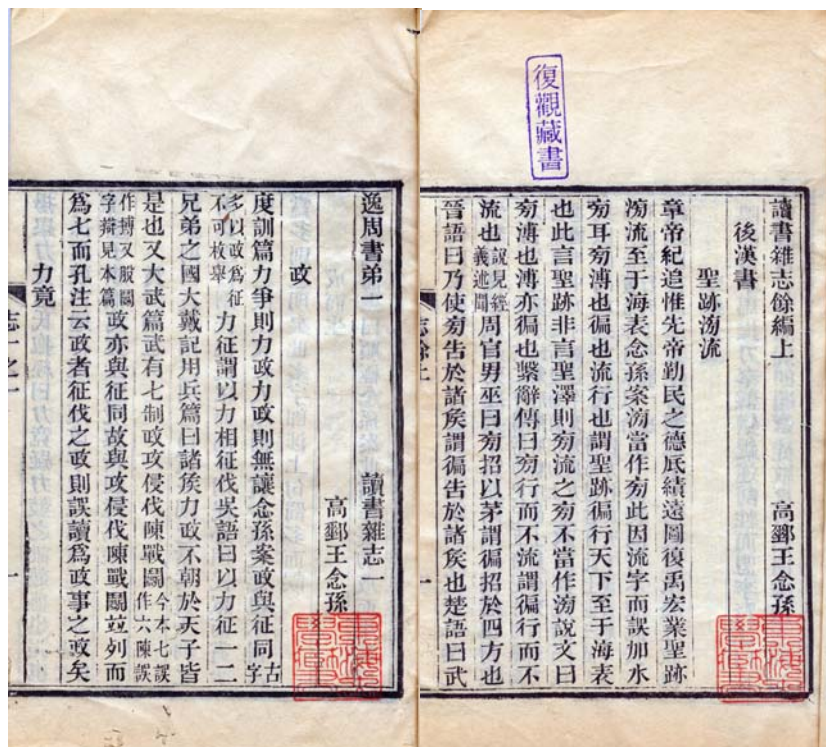 復觀藏書
讀書雜志餘編上　高郵王念孫
後漢書
聖跡滂流
章帝紀追惟先帝勤民之德厎績遠圖復禹宏業聖跡
滂流至于海表念孫案滂當作旁此因流字而誤加水
旁耳旁溥也徧也流行也謂聖跡徧行天下至于海表
也此言聖跡非言聖澤則旁流之旁不當作滂說文曰
旁溥也溥亦徧也繫辭傳曰旁行而不流謂徧行而不
流也說見經義述聞周官男巫曰旁招以茅謂徧招於四方也
晉語曰乃使旁告於諸矦謂徧告於諸矦也楚語曰武
志餘上
一
逸周書弟一　讀書雜志一
高郵王念孫
政
度訓篇力爭則力政力政則無讓念孫案政與征同古字
多以政爲征不可枚舉力征謂以力相征伐吳語曰以力征一二
兄弟之國大戴記用兵篇曰諸矦力政不朝於天子皆
是也又大武篇武有七制政攻侵伐陳戰鬭今本七誤作六陳誤
作搏又脫鬭字辯見本篇政亦與征同故與攻侵伐陳戰鬭竝列而
爲七而孔注云政者征伐之政則誤讀爲政事之政矣
力竟
志一之一
一